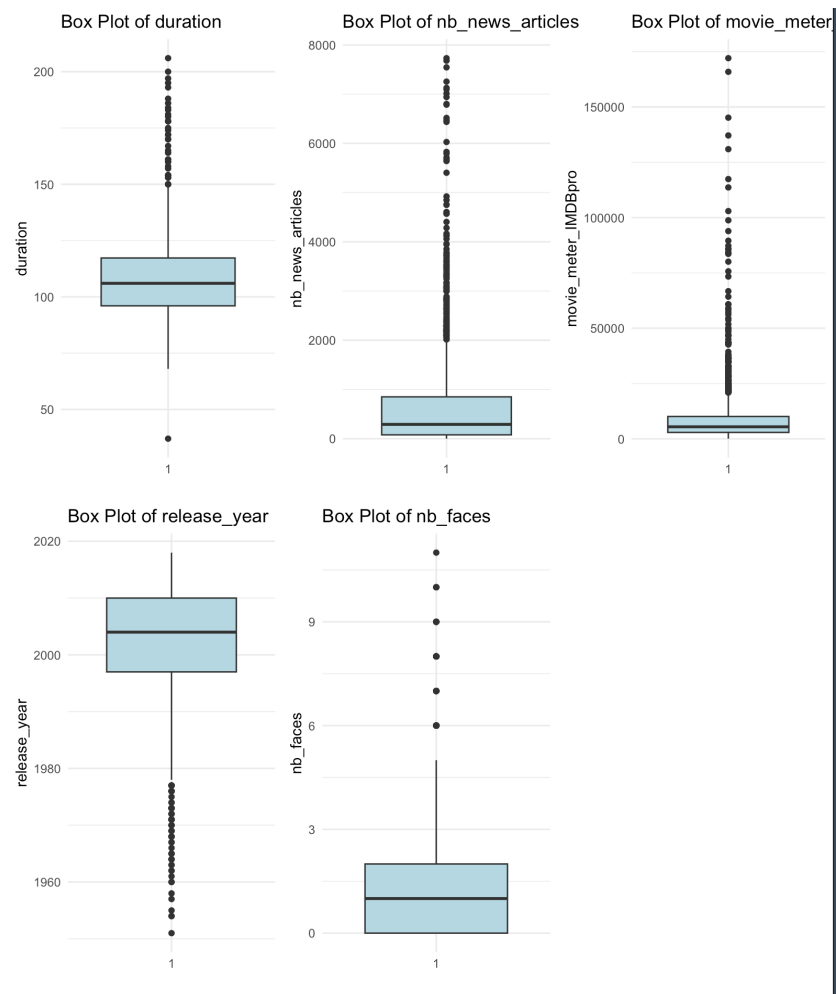 Box Plot of duration
200
150
100
50
duration
1
Box Plot of nb_news_articles
8000
6000
4000
2000
0
nb_news_articles
1
Box Plot of movie_meter_
150000
100000
50000
0
movie_meter_IMDBpro
1
Box Plot of release_year
2020
2000
1980
1960
release_year
1
Box Plot of nb_faces
9
6
3
0
nb_faces
1